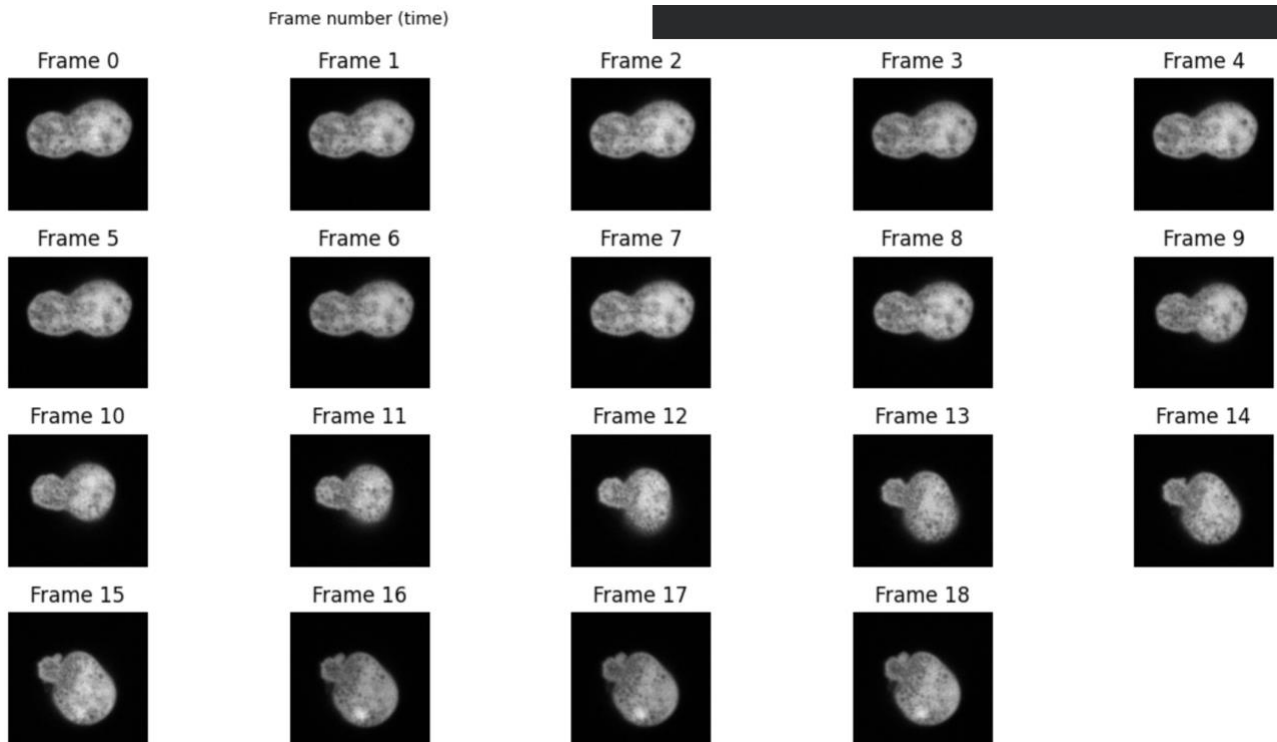 Frame number (time)
Frame 0 Frame 1 Frame 2 Frame 3 Frame 4
Frame 5 Frame 6 Frame 7 Frame 8 Frame 9
Frame 10 Frame 11 Frame 12 Frame 13 Frame 14
Frame 15 Frame 16 Frame 17 Frame 18